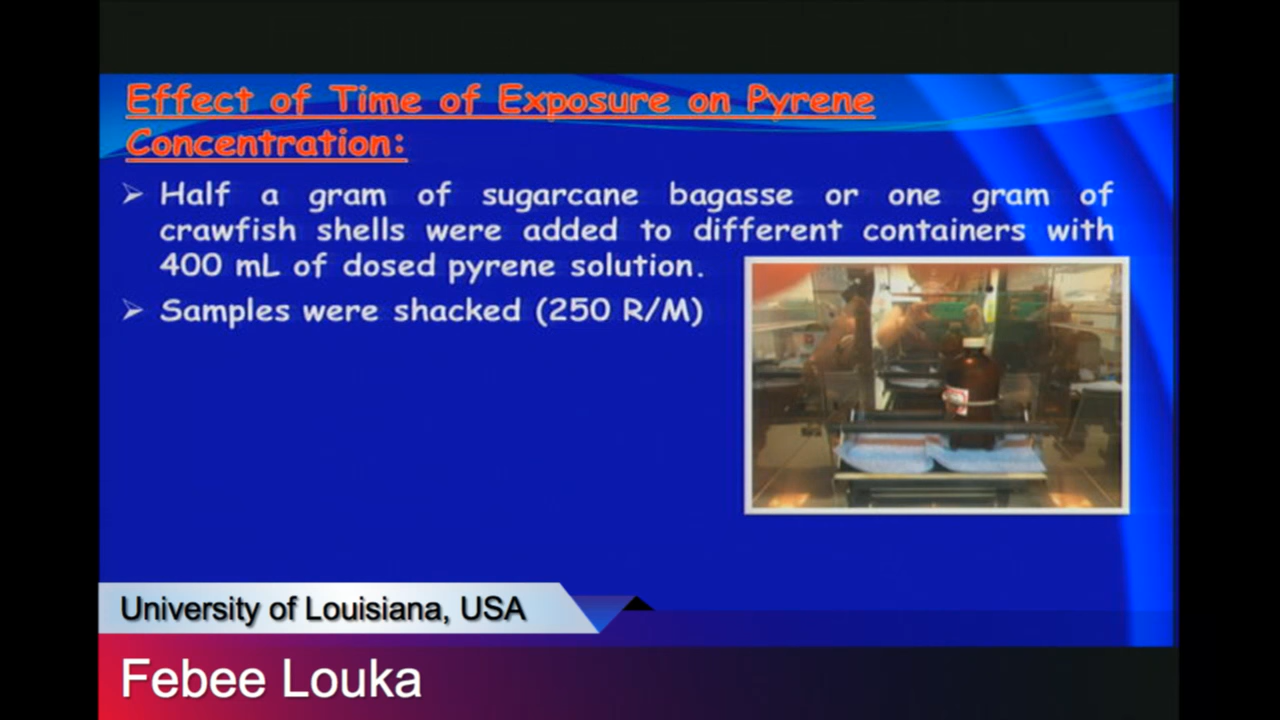 Effect of Time of Exposure on Pyrene
Concentration:
➢ Half a gram of sugarcane bagasse or one gram of
crawfish shells were added to different containers with
400 mL of dosed pyrene solution.
➢ Samples were shacked (250 R/M)
University of Louisiana, USA
Febee Louka